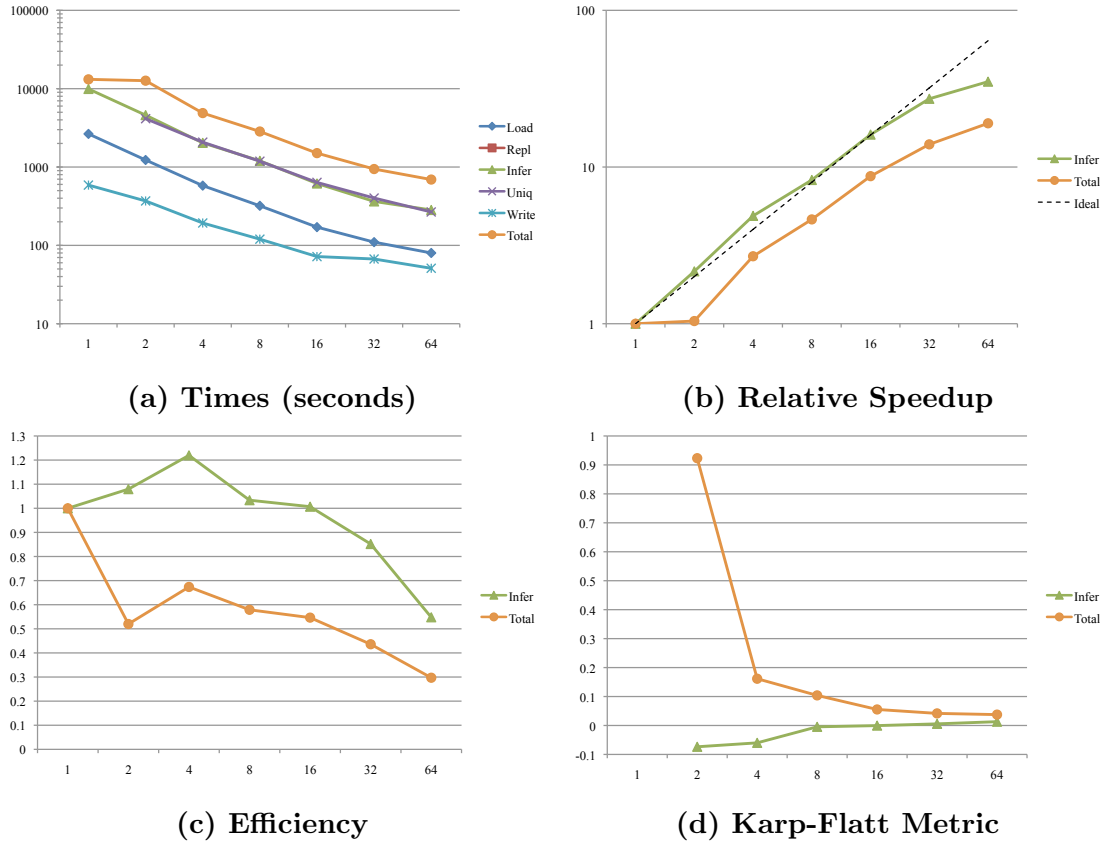 100000
10000
1000
100
10
1 2 4 8 16 32 64
Load
Repl
Infer
Uniq
Write
Total
(a) Times (seconds)
100
10
1
1 2 4 8 16 32 64
Infer
Total
Ideal
(b) Relative Speedup
1.3
1.2
1.1
1
0.9
0.8
0.7
0.6
0.5
0.4
0.3
0.2
0.1
0
1 2 4 8 16 32 64
Infer
Total
(c) Efficiency
1
0.9
0.8
0.7
0.6
0.5
0.4
0.3
0.2
0.1
0
-0.1
1 2 4 8 16 32 64
Infer
Total
(d) Karp-Flatt Metric